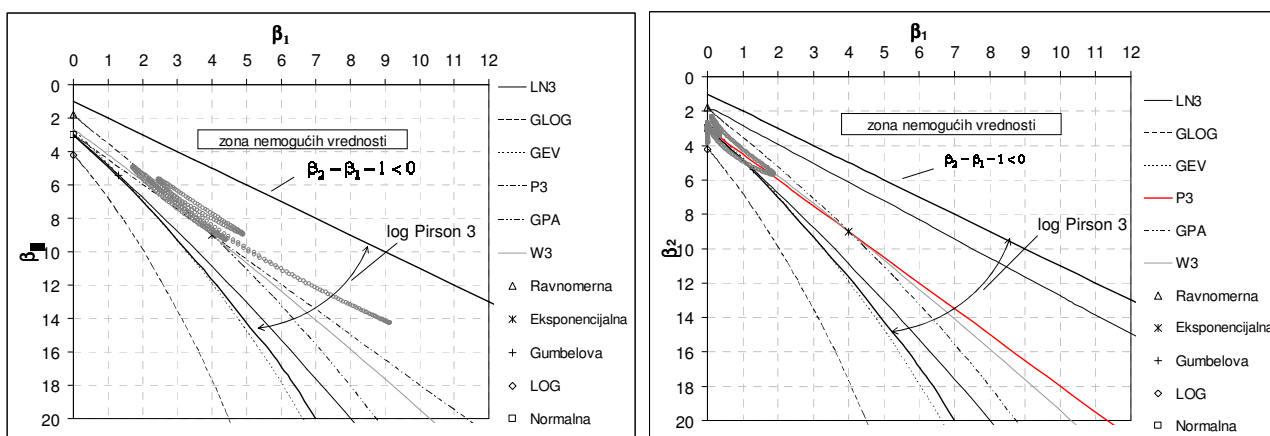 β1
0 1 2 3 4 5 6 7 8 9 10 11 12
0
2
4
6
8
10
12
14
16
18
20
β
zona nemogućih vrednosti
β2 − β1 − 1 < 0
log Pirson 3
LN3
GLOG
GEV
P3
GPA
W3
Ravnomerna
Eksponencijalna
Gumbelova
LOG
Normalna
β1
0 1 2 3 4 5 6 7 8 9 10 11 12
0
2
4
6
8
10
12
14
16
18
20
β2
zona nemogućih vrednosti
β2 − β1 − 1 < 0
log Pirson 3
LN3
GLOG
GEV
P3
GPA
W3
Ravnomerna
Eksponencijalna
Gumbelova
LOG
Normalna